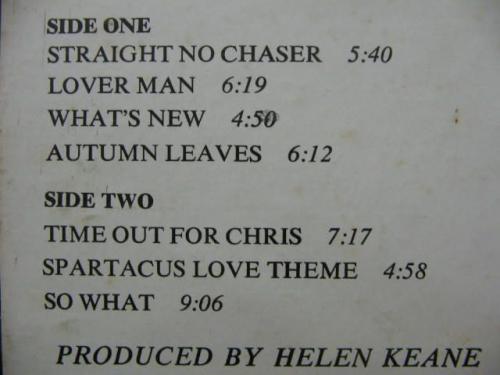 SIDE ONE
STRAIGHT NO CHASER 5:40
LOVER MAN 6:19
WHAT'S NEW 4:50
AUTUMN LEAVES 6:12
SIDE TWO
TIME OUT FOR CHRIS 7:17
SPARTACUS LOVE THEME 4:58
SO WHAT 9:06
PRODUCED BY HELEN KEANE